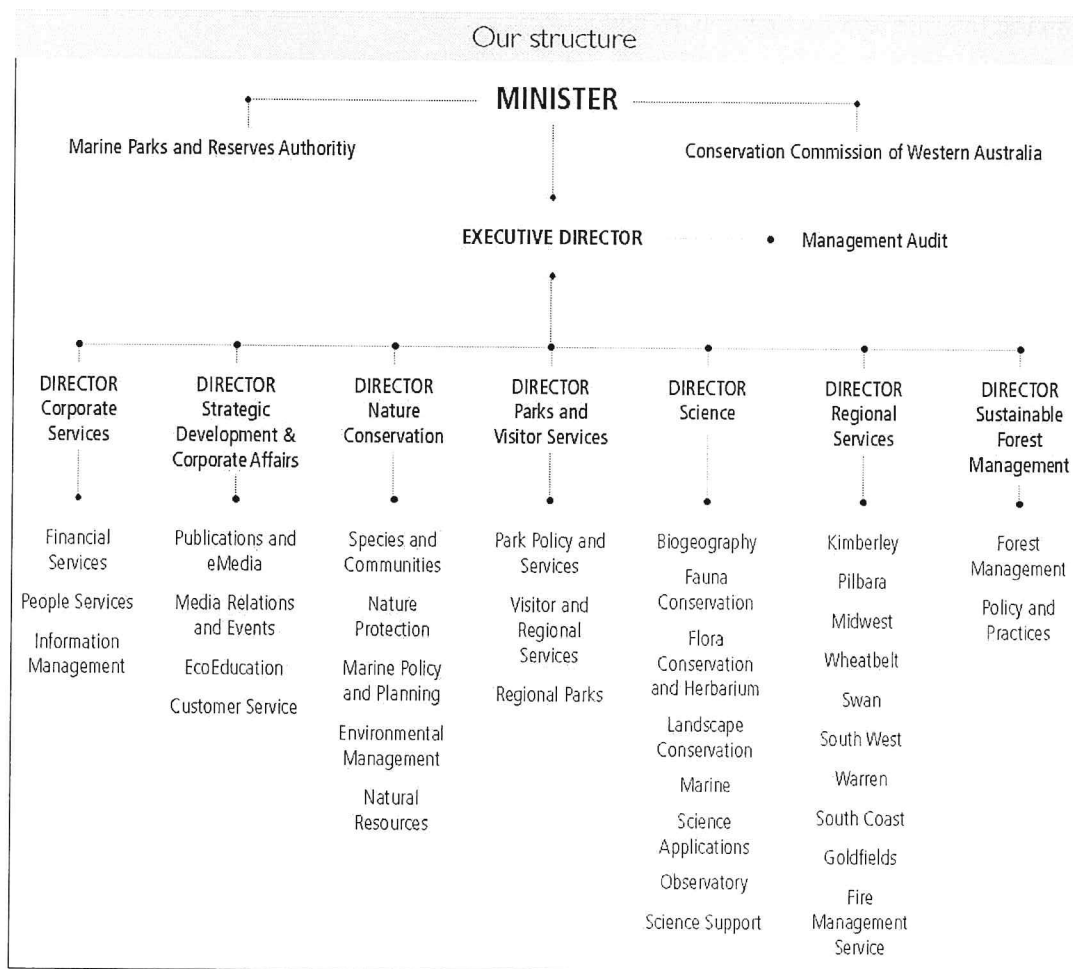 Our structure
MINISTER
Marine Parks and Reserves Authoritiy
Conservation Commission of Western Australia
EXECUTIVE DIRECTOR
Management Audit
DIRECTOR
Corporate
Services
Financial
Services
People Services
Information
Management
DIRECTOR
Strategic
Development &
Corporate Affairs
Publications and
eMedia
Media Relations
and Events
EcoEducation
Customer Service
DIRECTOR
Nature
Conservation
Species and
Communities
Nature
Protection
Marine Policy
and Planning
Environmental
Management
Natural
Resources
DIRECTOR
Parks and
Visitor Services
Park Policy and
Services
Visitor and
Regional
Services
Regional Parks
DIRECTOR
Science
Biogeography
Fauna
Conservation
Flora
Conservation
and Herbarium
Landscape
Conservation
Marine
Science
Applications
Observatory
Science Support
DIRECTOR
Regional
Services
Kimberley
Pilbara
Midwest
Wheatbelt
Swan
South West
Warren
South Coast
Goldfields
Fire
Management
Service
DIRECTOR
Sustainable
Forest
Management
Forest
Management
Policy and
Practices